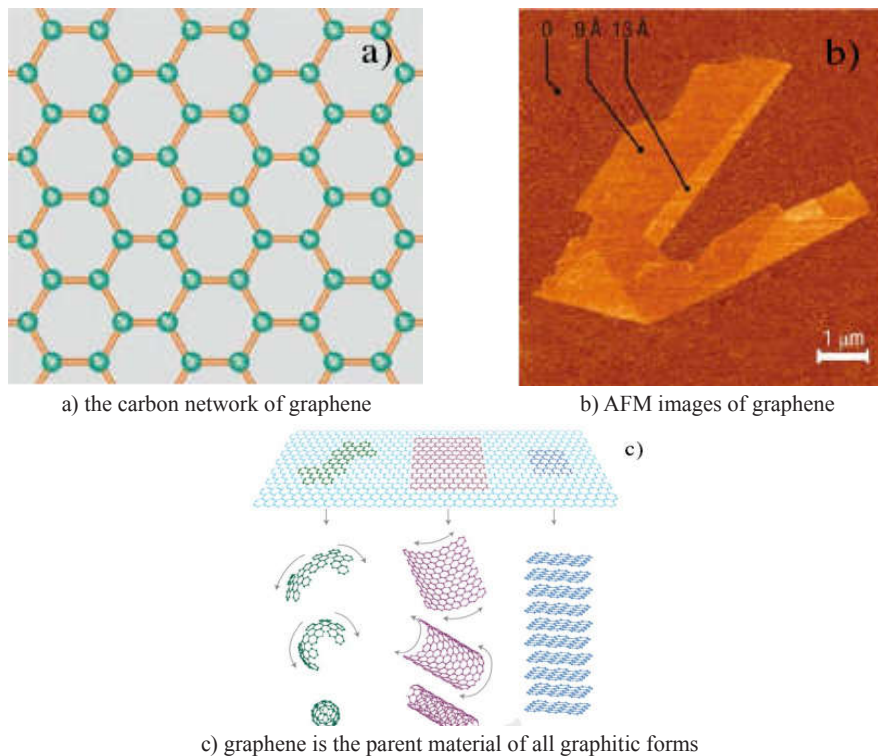 a)
0 9 Å 13 Å
b)
1 μm
a) the carbon network of graphene
b) AFM images of graphene
c)
c) graphene is the parent material of all graphitic forms